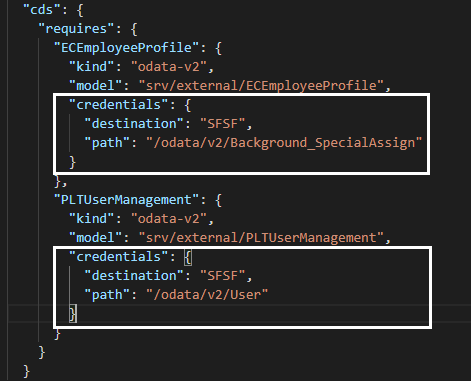 "cds": {
"requires": {
"ECEmployeeProfile": {
"kind": "odata-v2",
"model": "srv/external/ECEmployeeProfile",
"credentials": {
"destination": "SFSF",
"path": "/odata/v2/Background_SpecialAssign"
}
},
"PLTUserManagement": {
"kind": "odata-v2",
"model": "srv/external/PLTUserManagement",
"credentials": {
"destination": "SFSF",
"path": "/odata/v2/User"
}
}
}
}